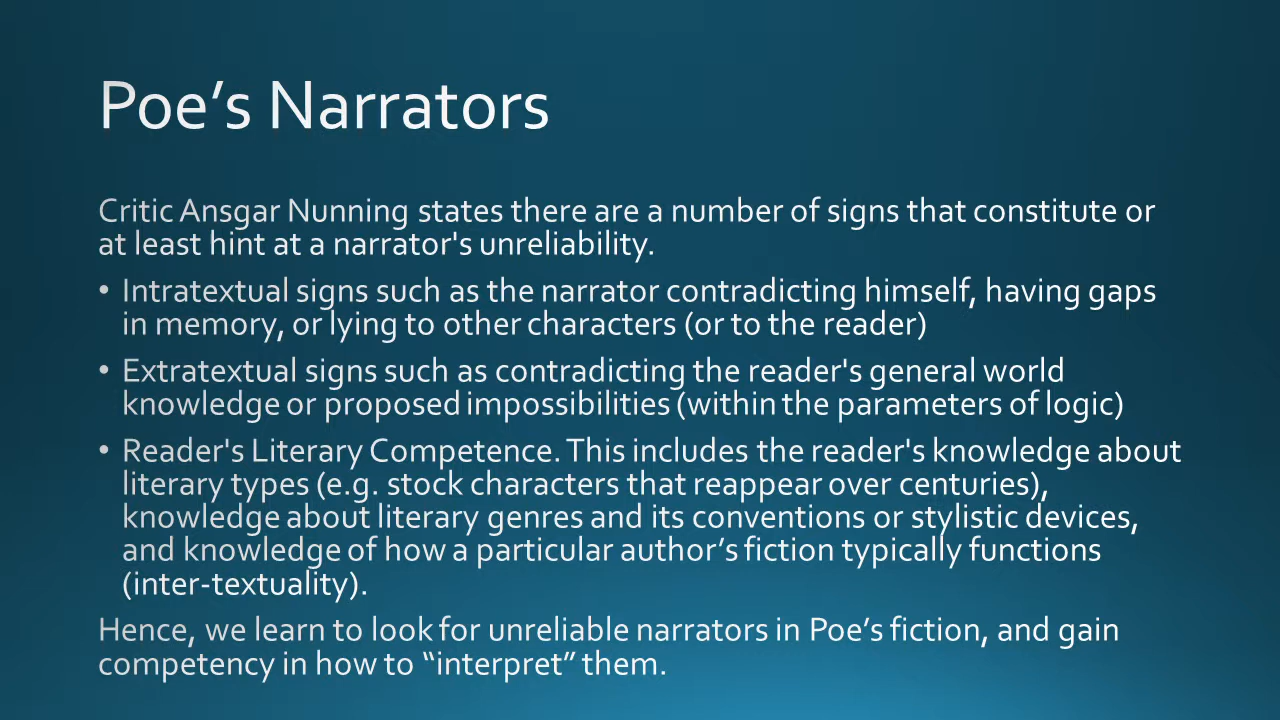 Poe’s Narrators
Critic Ansgar Nunning states there are a number of signs that constitute or
at least hint at a narrator's unreliability.
• Intratextual signs such as the narrator contradicting himself, having gaps
in memory, or lying to other characters (or to the reader)
• Extratextual signs such as contradicting the reader's general world
knowledge or proposed impossibilities (within the parameters of logic)
• Reader's Literary Competence. This includes the reader's knowledge about
literary types (e.g. stock characters that reappear over centuries),
knowledge about literary genres and its conventions or stylistic devices,
and knowledge of how a particular author’s fiction typically functions
(inter-textuality).
Hence, we learn to look for unreliable narrators in Poe’s fiction, and gain
competency in how to “interpret” them.